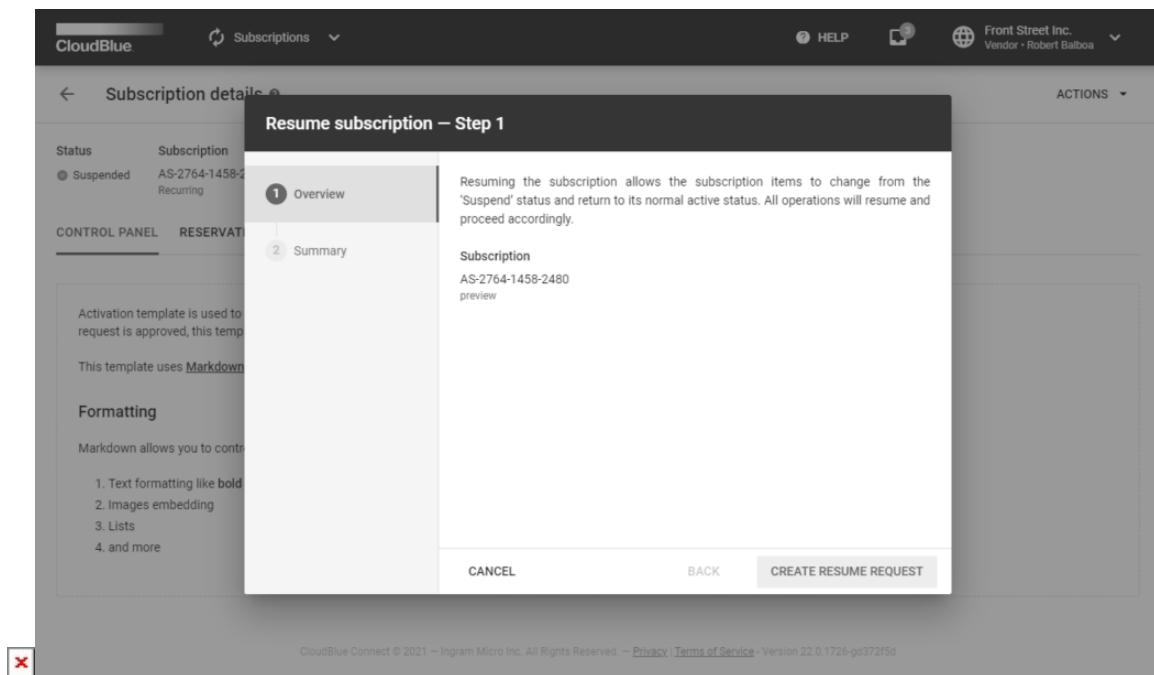 CloudBlue
Subscriptions
HELP
3
Front Street Inc.
Vendor • Robert Balboa
Subscription details
ACTIONS
Status
Subscription
Suspended
AS-2764-1458-2
Recurring
CONTROL PANEL
RESERVATI
Activation template is used to
request is approved, this temp
This template uses Markdown
Formatting
Markdown allows you to contr
1. Text formatting like bold
2. Images embedding
3. Lists
4. and more
Resume subscription — Step 1
1 Overview
2 Summary
Resuming the subscription allows the subscription items to change from the
'Suspend' status and return to its normal active status. All operations will resume and
proceed accordingly.
Subscription
AS-2764-1458-2480
preview
CANCEL
BACK
CREATE RESUME REQUEST
CloudBlue Connect © 2021 — Ingram Micro Inc. All Rights Reserved. — Privacy | Terms of Service - Version 22.0.1726-gd372f5d